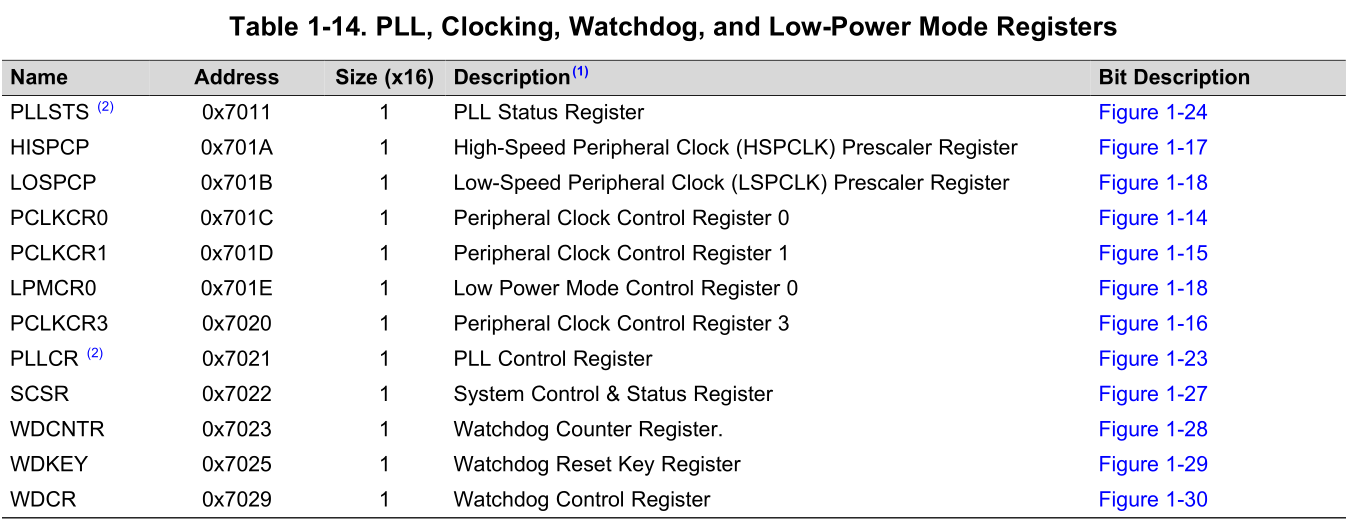 Table 1-14. PLL, Clocking, Watchdog, and Low-Power Mode Registers
Name Address Size (x16) Description(1) Bit Description
PLLSTS (2) 0x7011 1 PLL Status Register Figure 1-24
HISPCP 0x701A 1 High-Speed Peripheral Clock (HSPCLK) Prescaler Register Figure 1-17
LOSPCP 0x701B 1 Low-Speed Peripheral Clock (LSPCLK) Prescaler Register Figure 1-18
PCLKCR0 0x701C 1 Peripheral Clock Control Register 0 Figure 1-14
PCLKCR1 0x701D 1 Peripheral Clock Control Register 1 Figure 1-15
LPMCR0 0x701E 1 Low Power Mode Control Register 0 Figure 1-18
PCLKCR3 0x7020 1 Peripheral Clock Control Register 3 Figure 1-16
PLLCR (2) 0x7021 1 PLL Control Register Figure 1-23
SCSR 0x7022 1 System Control & Status Register Figure 1-27
WDCNTR 0x7023 1 Watchdog Counter Register. Figure 1-28
WDKEY 0x7025 1 Watchdog Reset Key Register Figure 1-29
WDCR 0x7029 1 Watchdog Control Register Figure 1-30